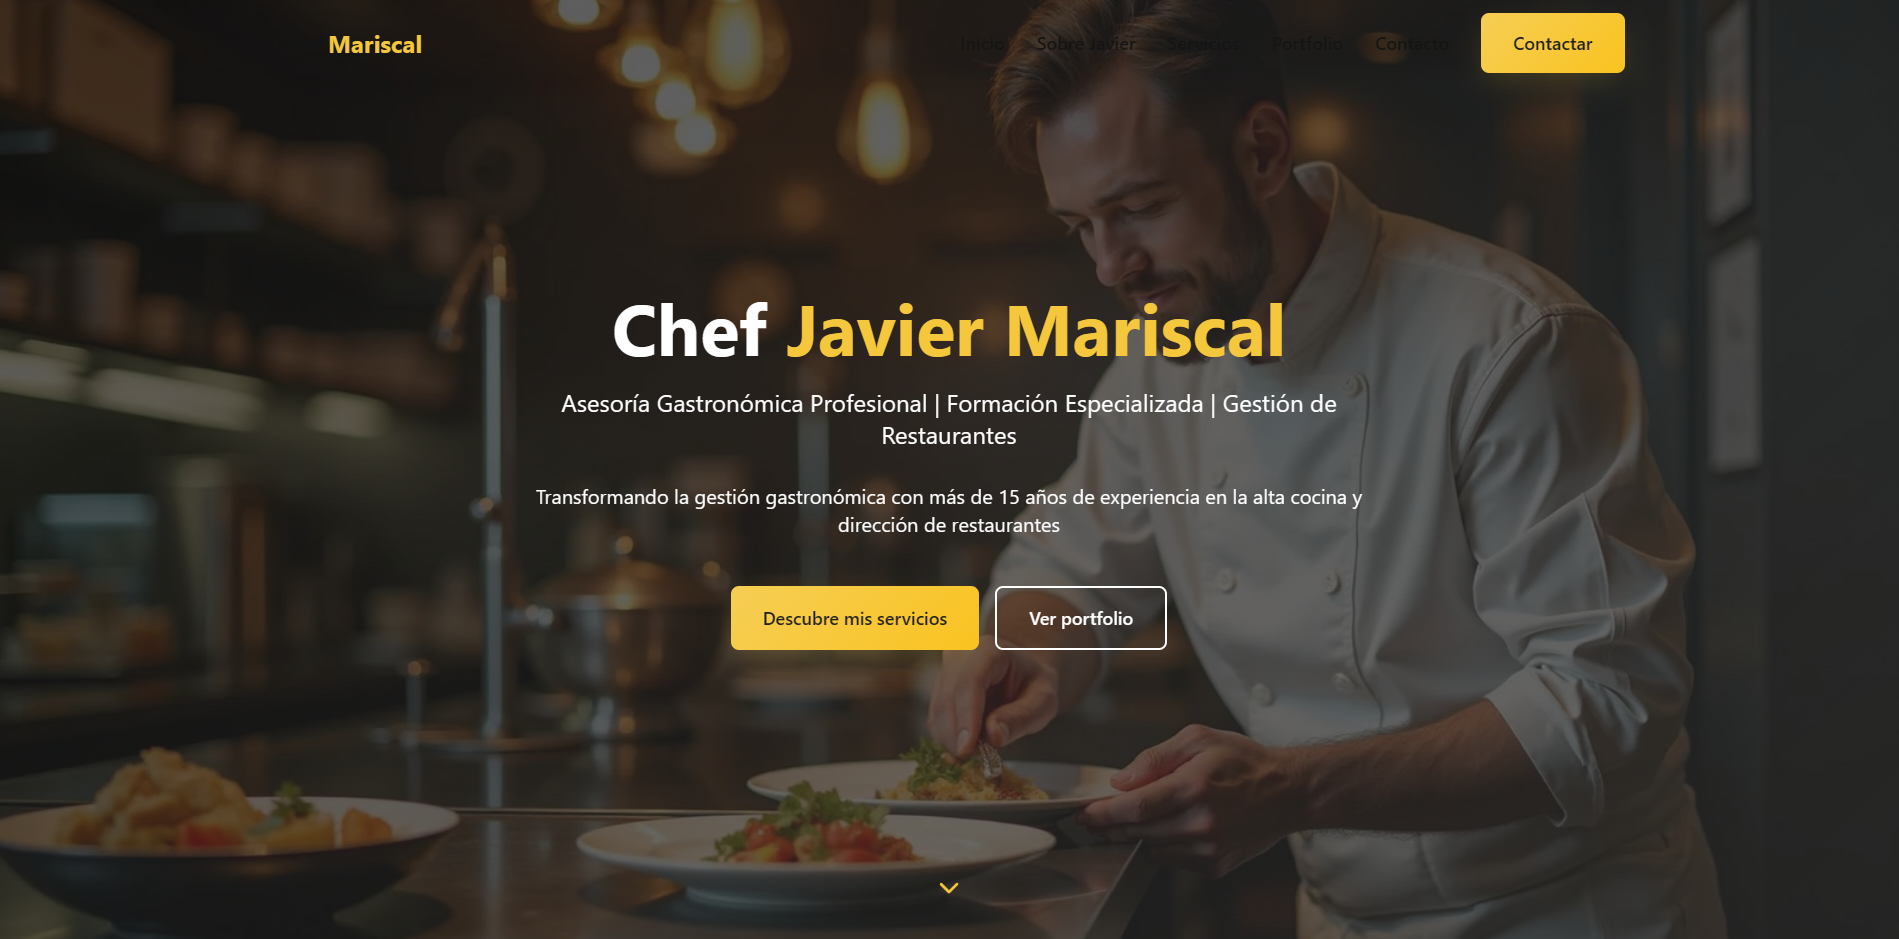 Mariscal
Inicio
Sobre Javier
Servicios
Portfolio
Contacto
Contactar
Chef Javier Mariscal
Asesoría Gastronómica Profesional | Formación Especializada | Gestión de
Restaurantes
Transformando la gestión gastronómica con más de 15 años de experiencia en la alta cocina y
dirección de restaurantes
Descubre mis servicios
Ver portfolio